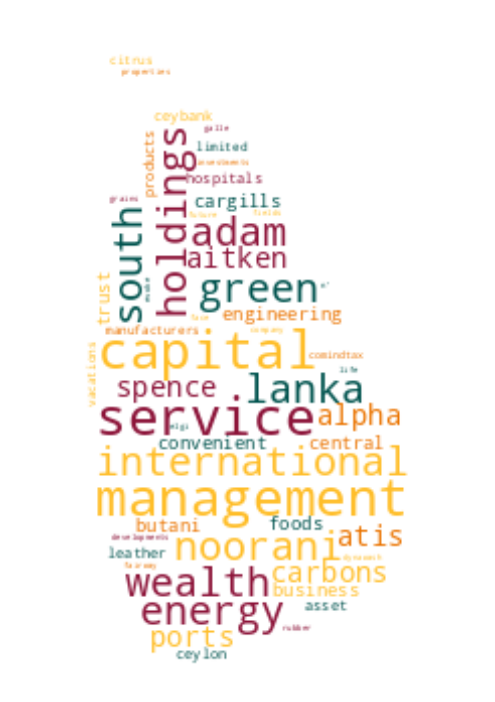 citrus
properties
ceybank
galle
products
holdings
limited
investments
hospitals
grains
cargills
future
fields
south
adam
aitken
trust
green
engineering
manufacturers
company
capital
vacations
comindtax
life
spence
lanka
service
alpha
convenient
central
international
management
butani
foods
atis
developments
noorani
leather
wealth
carbons
business
energy
asset
rubber
ports
ceylon